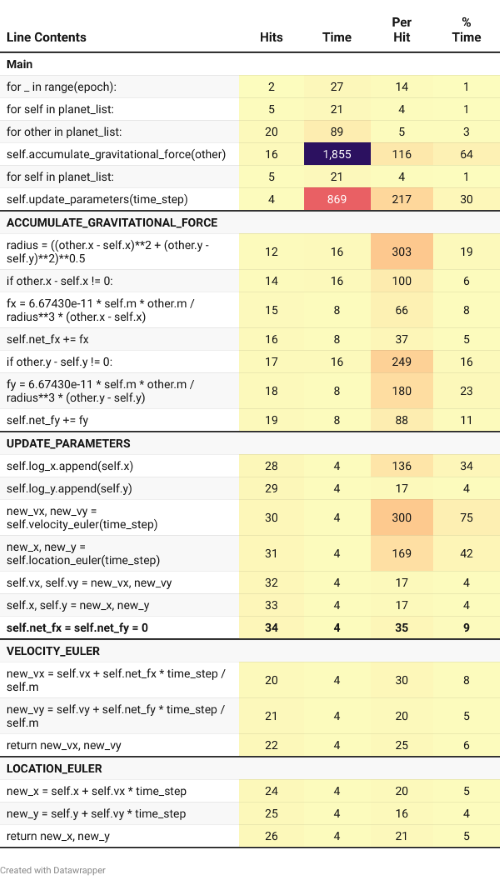 Line Contents Hits Time Per Hit % Time
Main
for _ in range(epoch): 2 27 14 1
for self in planet_list: 5 21 4 1
for other in planet_list: 20 89 5 3
self.accumulate_gravitational_force(other) 16 1,855 116 64
for self in planet_list: 5 21 4 1
self.update_parameters(time_step) 4 869 217 30
ACCUMULATE_GRAVITATIONAL_FORCE
radius = ((other.x - self.x)**2 + (other.y -
self.y)**2)**0.5 12 16 303 19
if other.x - self.x != 0: 14 16 100 6
fx = 6.67430e-11 * self.m * other.m /
radius**3 * (other.x - self.x) 15 8 66 8
self.net_fx += fx 16 8 37 5
if other.y - self.y != 0: 17 16 249 16
fy = 6.67430e-11 * self.m * other.m /
radius**3 * (other.y - self.y) 18 8 180 23
self.net_fy += fy 19 8 88 11
UPDATE_PARAMETERS
self.log_x.append(self.x) 28 4 136 34
self.log_y.append(self.y) 29 4 17 4
new_vx, new_vy =
self.velocity_euler(time_step) 30 4 300 75
new_x, new_y =
self.location_euler(time_step) 31 4 169 42
self.vx, self.vy = new_vx, new_vy 32 4 17 4
self.x, self.y = new_x, new_y 33 4 17 4
self.net_fx = self.net_fy = 0 34 4 35 9
VELOCITY_EULER
new_vx = self.vx + self.net_fx * time_step /
self.m 20 4 30 8
new_vy = self.vy + self.net_fy * time_step /
self.m 21 4 20 5
return new_vx, new_vy 22 4 25 6
LOCATION_EULER
new_x = self.x + self.vx * time_step 24 4 20 5
new_y = self.y + self.vy * time_step 25 4 16 4
return new_x, new_y 26 4 21 5
Created with Datawrapper